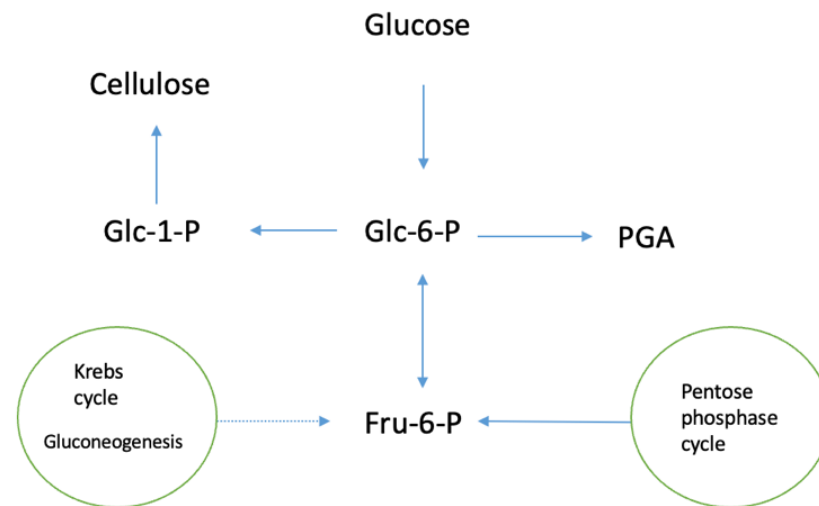 Glucose
Cellulose
Glc-1-P
Glc-6-P
PGA
Krebs
cycle
Gluconeogenesis
Fru-6-P
Pentose
phosphase
cycle